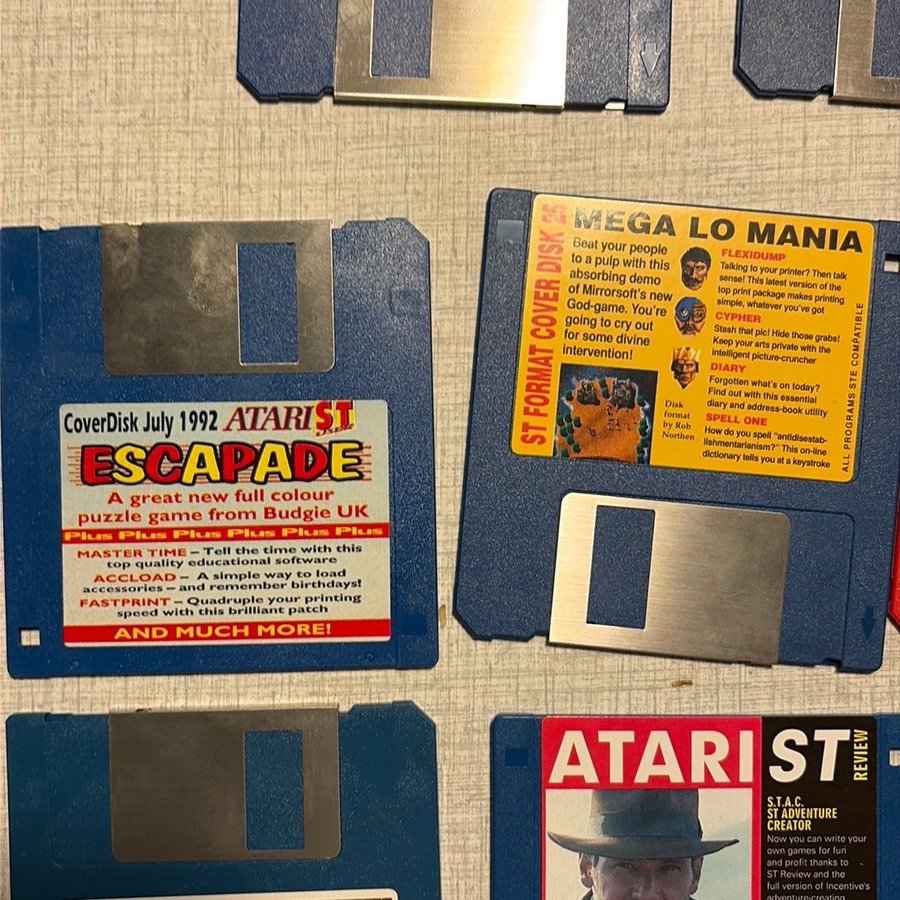 CoverDisk July 1992 ATARI ST
USER
ESCAPADE
A great new full colour
puzzle game from Budgie UK
Plus Plus Plus Plus Plus Plus
MASTER TIME – Tell the time with this
top quality educational software
ACCLOAD – A simple way to load
accessories – and remember birthdays!
FASTPRINT – Quadruple your printing
speed with this brilliant patch
AND MUCH MORE!
ST FORMAT COVER DISK
MEGA LO MANIA
Beat your people
to a pulp with this
absorbing demo
of Mirrorsoft's new
God-game. You're
going to cry out
for some divine
intervention!
Disk
format
by Rob
Northen
FLEXIDUMP
Talking to your printer? Then talk
sense! This latest version of the
top print package makes printing
simple, whatever you've got
CYPHER
Stash that pic! Hide those grabs!
Keep your arts private with the
intelligent picture-cruncher
DIARY
Forgotten what's on today?
Find out with this essential
diary and address-book utility
SPELL ONE
How do you spell "antidisestab-
lishmentarianism?" This on-line
dictionary tells you at a keystroke
ALL PROGRAMS STE COMPATIBLE
ATARI ST REVIEW
S.T.A.C.
ST ADVENTURE
CREATOR
Now you can write your
own games for fun
and profit thanks to
ST Review and the
full version of Incentive's
adventure-creating